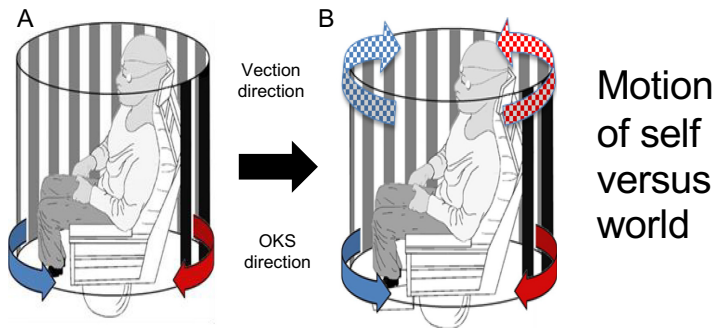 A
B
Vection
direction
OKS
direction
Motion
of self
versus
world